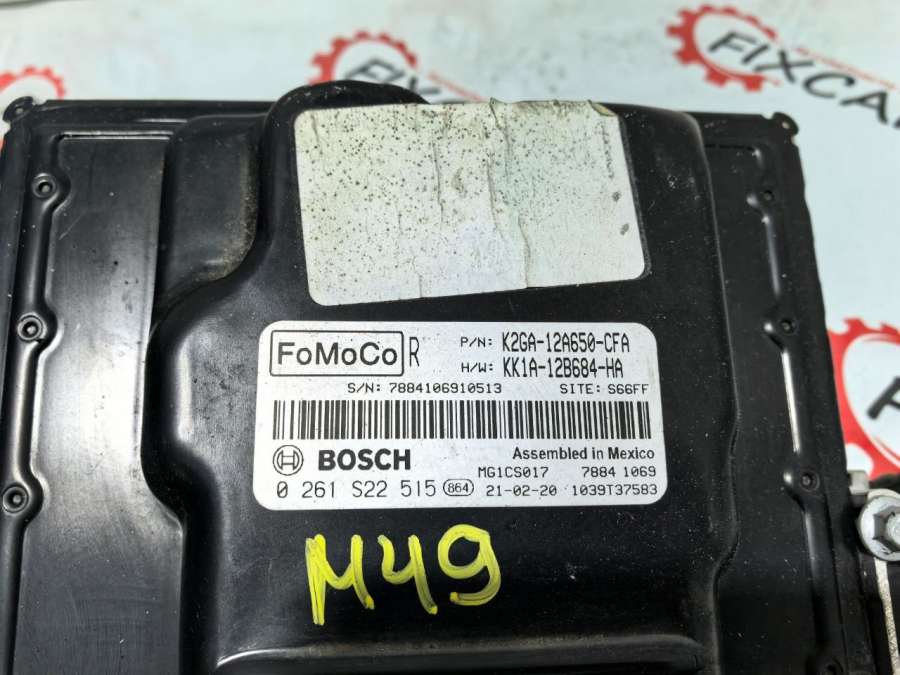 FIXCA
FoMoCo R
P/N: K2GA-12A650-CFA
H/W: KK1A-12B684-HA
S/N: 7884106910513 SITE: S66FF
BOSCH
Assembled in Mexico
MG1CS017 7884 1069
0 261 S22 515 864 21-02-20 1039T37583
M49